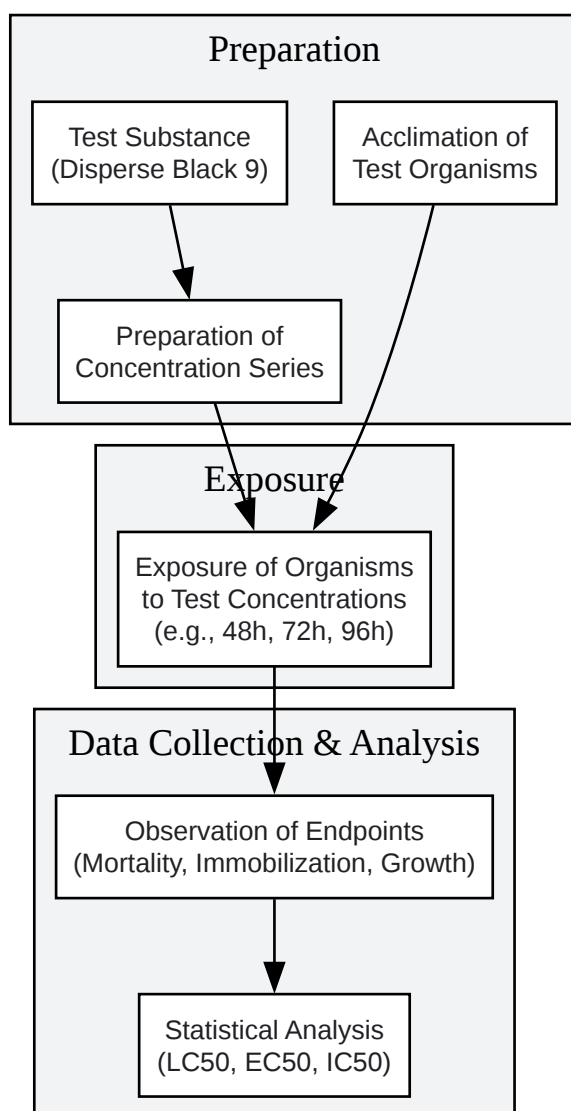 Preparation
Test Substance
(Disperse Black 9)
Acclimation of
Test Organisms
Preparation of
Concentration Series
Exposure
Exposure of Organisms
to Test Concentrations
(e.g., 48h, 72h, 96h)
Data Collection & Analysis
Observation of Endpoints
(Mortality, Immobilization, Growth)
Statistical Analysis
(LC50, EC50, IC50)